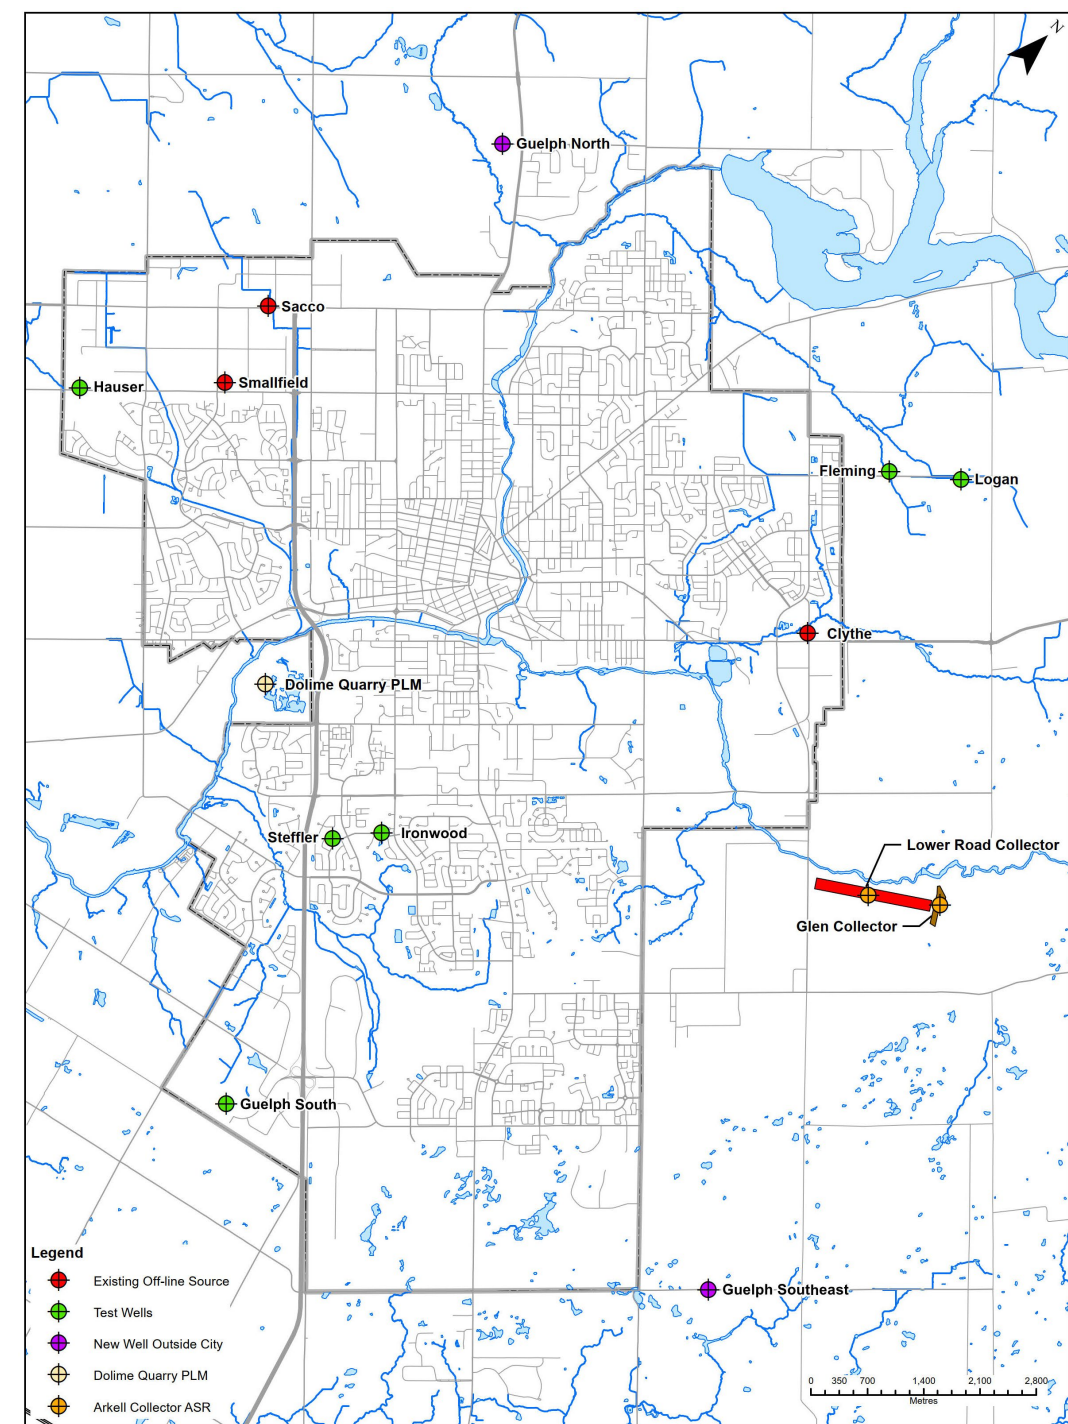 N
Guelph North
Sacco
Smallfield
Hauser
Fleming
Logan
Clythe
Dolime Quarry PLM
Steffler
Ironwood
Lower Road Collector
Glen Collector
Guelph South
Guelph Southeast
Legend
Existing Off-line Source
Test Wells
New Well Outside City
Dolime Quarry PLM
Arkell Collector ASR
0 350 700 1,400 2,100 2,800
Metres